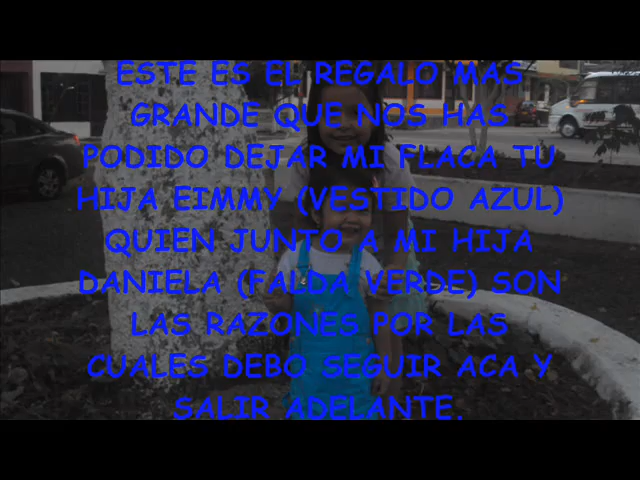 ESTE ES EL REGALO MAS
GRANDE QUE NOS HAS
PODIDO DEJAR MI FLACA TU
HIJA EIMMY (VESTIDO AZUL)
QUIEN JUNTO A MI HIJA
DANIELA (FALDA VERDE) SON
LAS RAZONES POR LAS
CUALES DEBO SEGUIR ACA Y
SALIR ADELANTE.